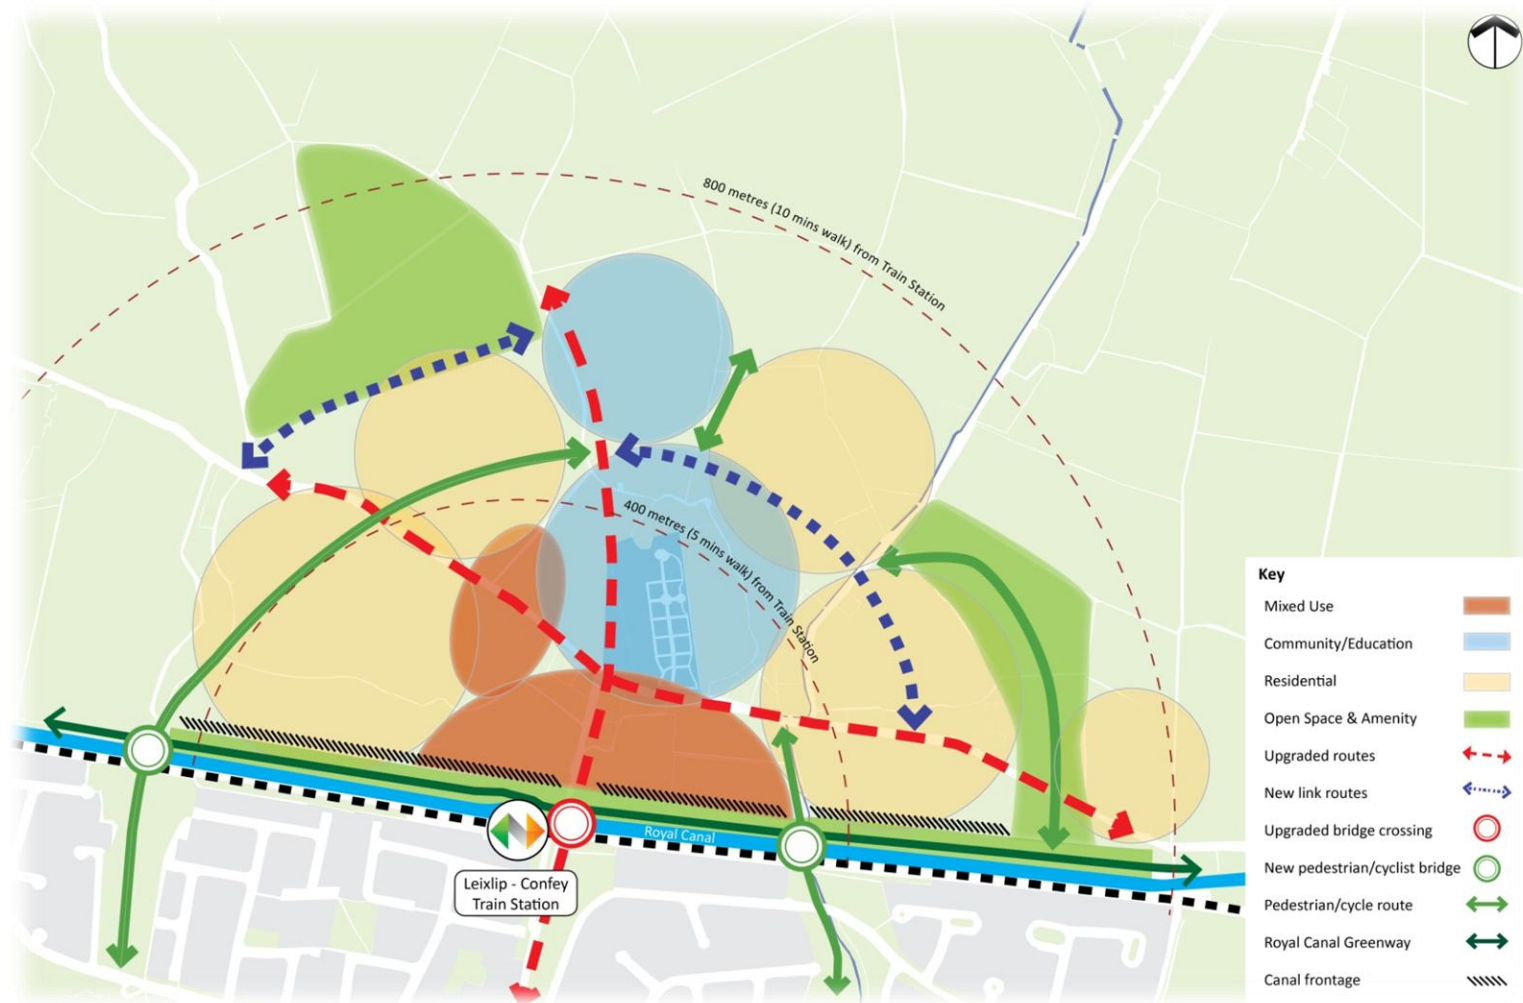 800 metres (10 mins walk) from Train Station
400 metres (5 mins walk) from Train Station
Royal Canal
Leixlip - Confey
Train Station
Key
Mixed Use
Community/Education
Residential
Open Space & Amenity
Upgraded routes
New link routes
Upgraded bridge crossing
New pedestrian/cyclist bridge
Pedestrian/cycle route
Royal Canal Greenway
Canal frontage